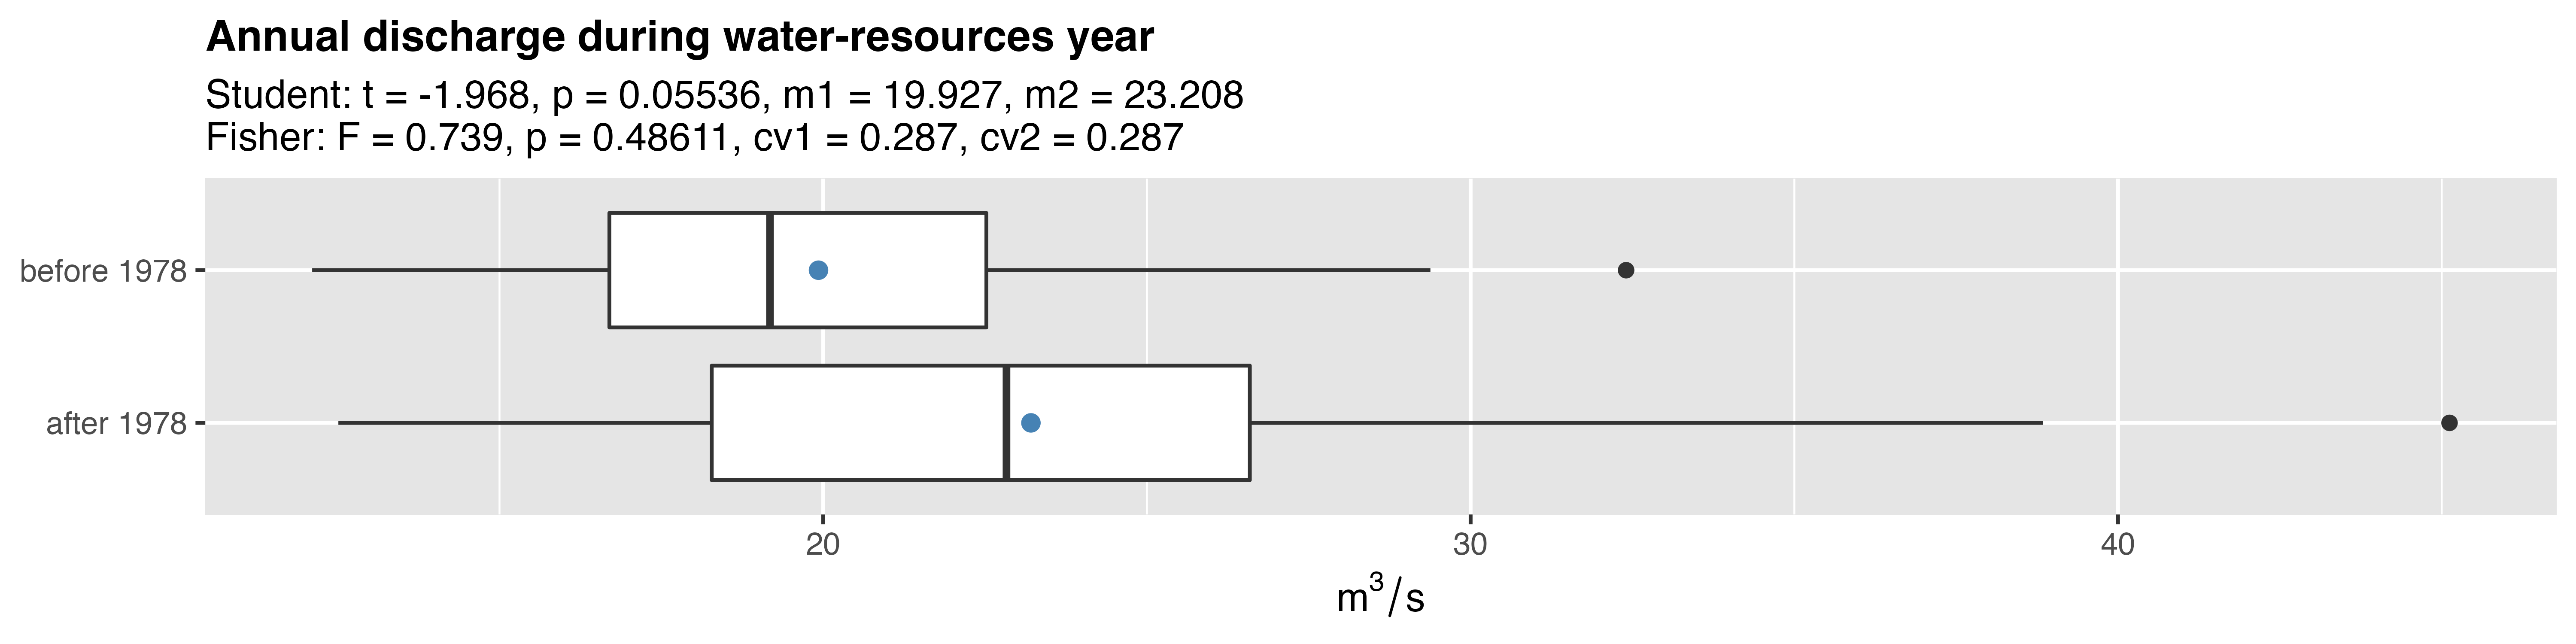 Annual discharge during water-resources year
Student: t = -1.968, p = 0.05536, m1 = 19.927, m2 = 23.208
Fisher: F = 0.739, p = 0.48611, cv1 = 0.287, cv2 = 0.287
before 1978
after 1978
20 30 40
m³/s